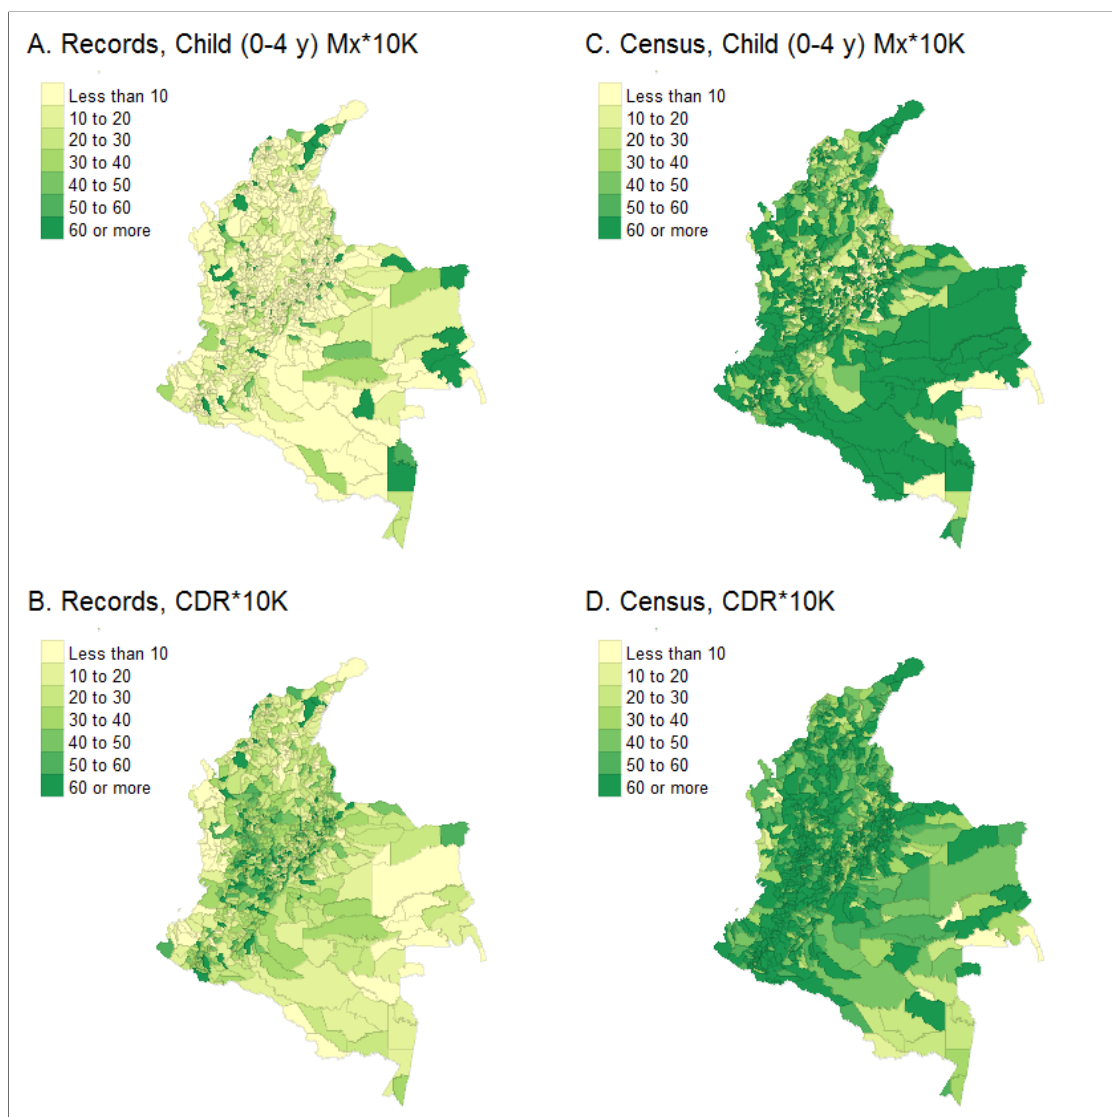 A. Records, Child (0-4 y) Mx*10K
Less than 10
10 to 20
20 to 30
30 to 40
40 to 50
50 to 60
60 or more
C. Census, Child (0-4 y) Mx*10K
Less than 10
10 to 20
20 to 30
30 to 40
40 to 50
50 to 60
60 or more
B. Records, CDR*10K
Less than 10
10 to 20
20 to 30
30 to 40
40 to 50
50 to 60
60 or more
D. Census, CDR*10K
Less than 10
10 to 20
20 to 30
30 to 40
40 to 50
50 to 60
60 or more